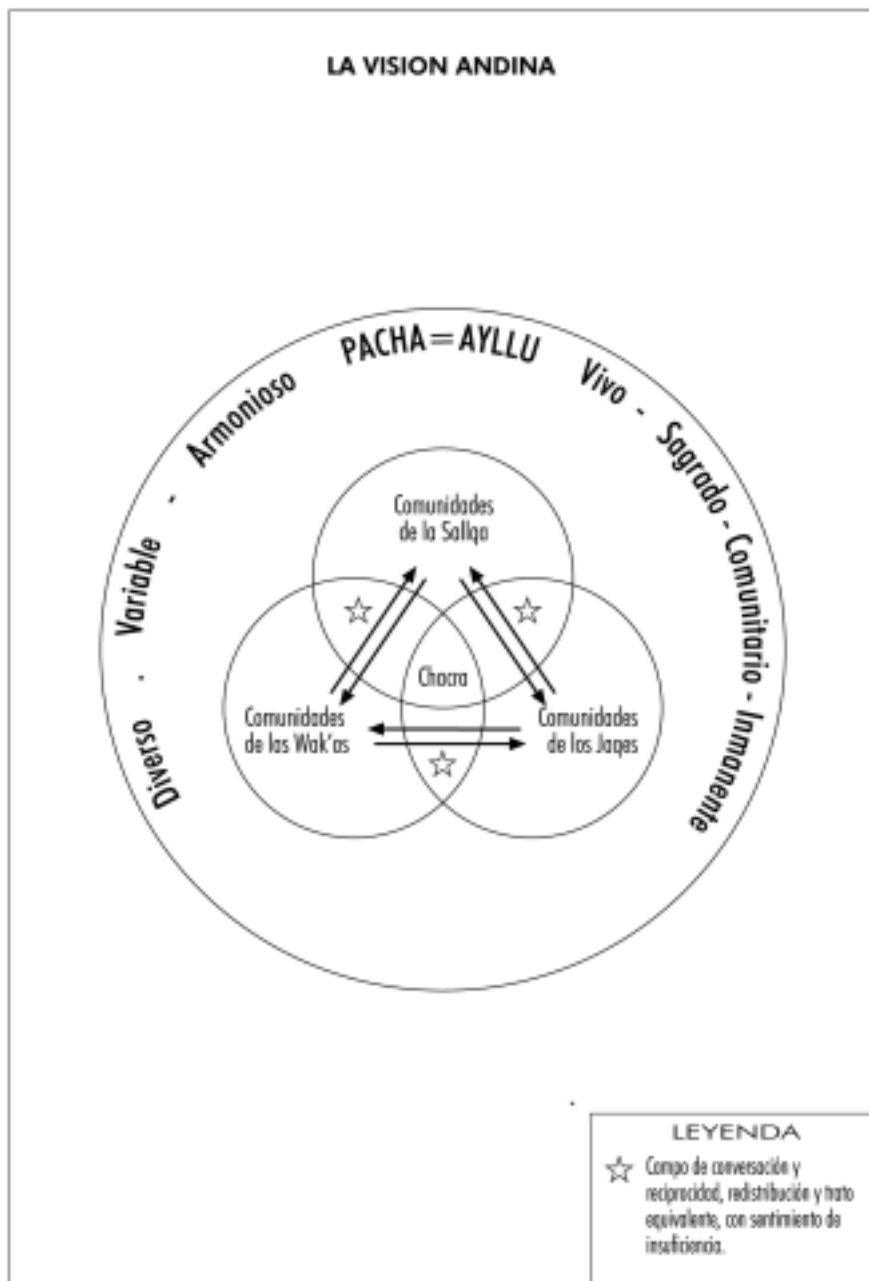 LA VISION ANDINA
Diverso - Variable - Armonioso PACHA=AYLLU Vivo - Sagrado - Comunitario - Inmanente
Comunidades
de la Sallqa
Chacra
Comunidades
de las Wak'as
Comunidades
de los Jaqes
LEYENDA
Campo de conversación y
reciprocidad, redistribución y trato
equivalente, con sentimiento de
insuficiencia.